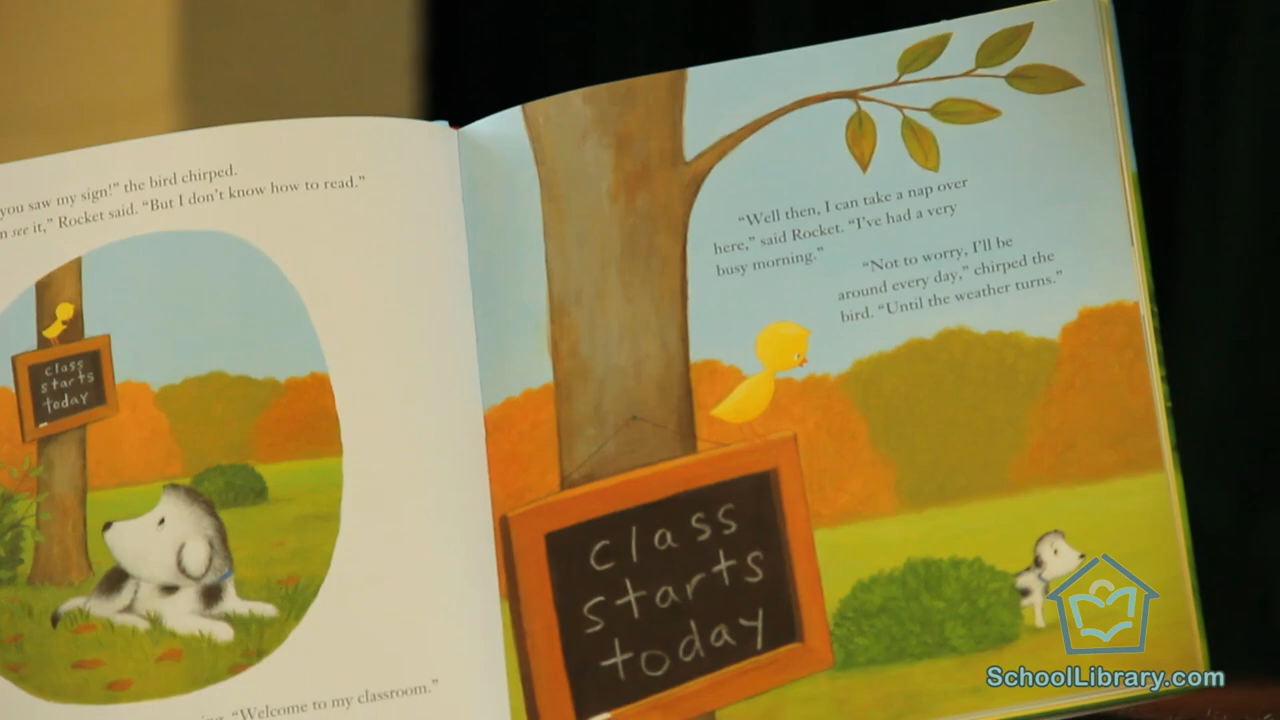 you saw my sign!” the bird chirped.
see it,” Rocket said. “But I don’t know how to read.”
class
starts
today
“Welcome to my classroom.”
“Well then, I can take a nap over
here,” said Rocket. “I’ve had a very
busy morning.”
“Not to worry, I’ll be
around every day,” chirped the
bird. “Until the weather turns.”
class
starts
today
SchoolLibrary.com